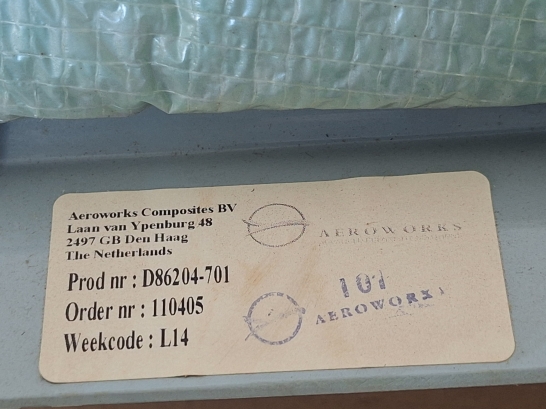 Aeroworks Composites BV
Laan van Ypenburg 48
2497 GB Den Haag
The Netherlands
Prod nr : D86204-701
Order nr : 110405
Weekcode : L14
AEROWORKS
101
AEROWORKS